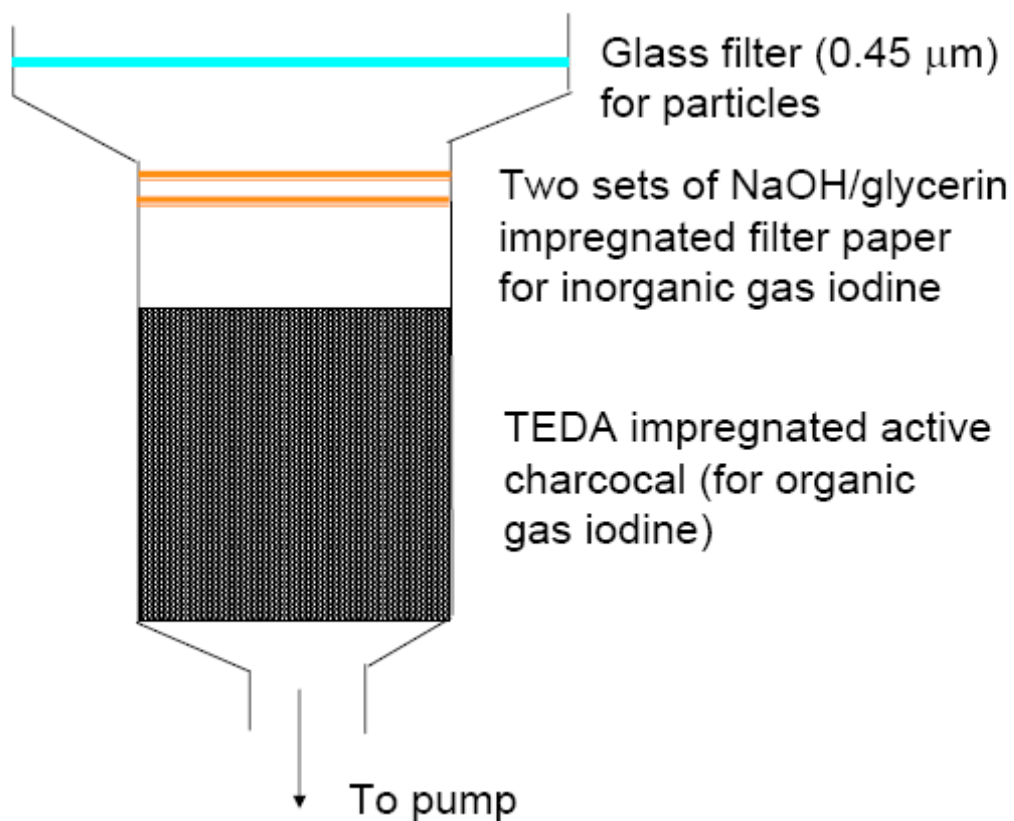 Glass filter (0.45 μm)
for particles
Two sets of NaOH/glycerin
impregnated filter paper
for inorganic gas iodine
TEDA impregnated active
charcocal (for organic
gas iodine)
To pump